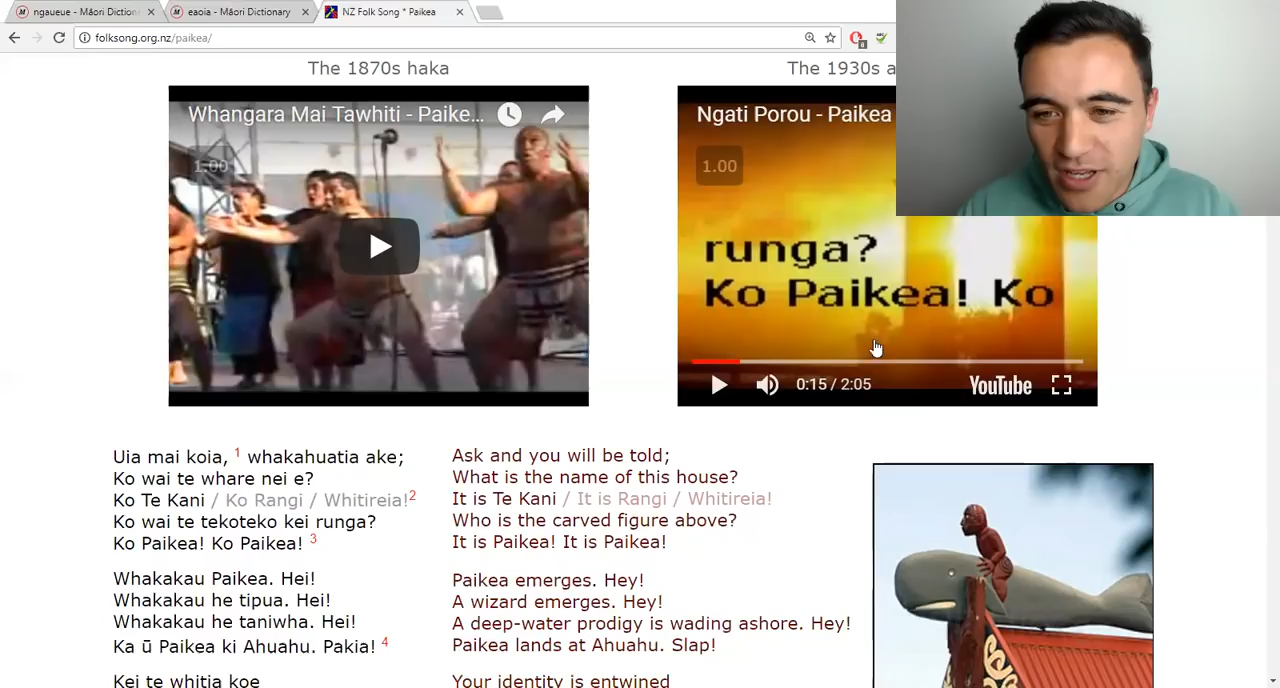 ngaueue - Māori Diction
eaoia - Māori Dictionary
NZ Folk Song * Paikea
folksong.org.nz/paikea/
The 1870s haka
The 1930s a
Whangara Mai Tawhiti - Paike...
1.00
Ngati Porou - Paikea
1.00
runga?
Ko Paikea! Ko
0:15 / 2:05
YouTube
Uia mai koia, 1 whakahuatia ake;
Ko wai te whare nei e?
Ko Te Kani / Ko Rangi / Whitireia!2
Ko wai te tekoteko kei runga?
Ko Paikea! Ko Paikea! 3
Whakakau Paikea. Hei!
Whakakau he tipua. Hei!
Whakakau he taniwha. Hei!
Ka ū Paikea ki Ahuahu. Pakia! 4
Kei te whitia koe
Ask and you will be told;
What is the name of this house?
It is Te Kani / It is Rangi / Whitireia!
Who is the carved figure above?
It is Paikea! It is Paikea!
Paikea emerges. Hey!
A wizard emerges. Hey!
A deep-water prodigy is wading ashore. Hey!
Paikea lands at Ahuahu. Slap!
Your identity is entwined